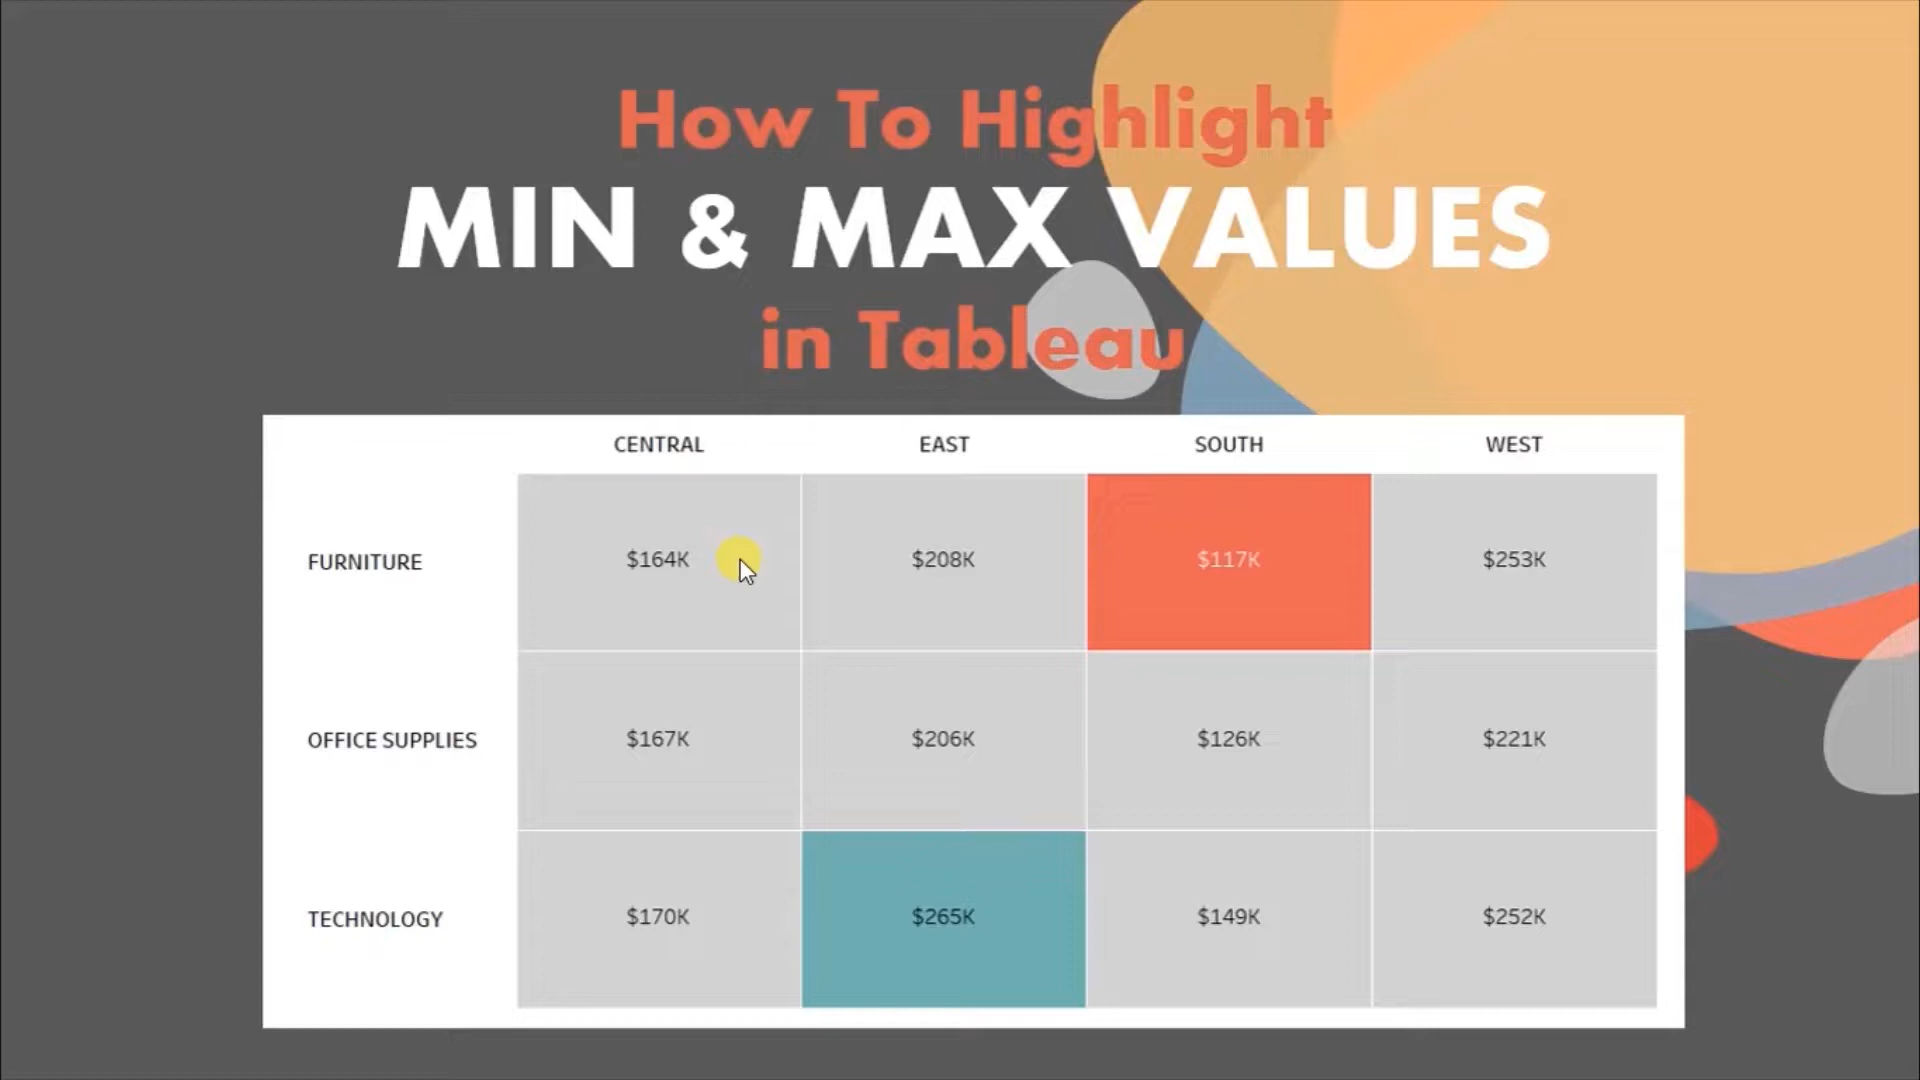 How To Highlight
MIN & MAX VALUES
in Tableau
CENTRAL EAST SOUTH WEST
FURNITURE $164K $208K $117K $253K
OFFICE SUPPLIES $167K $206K $126K $221K
TECHNOLOGY $170K $265K $149K $252K